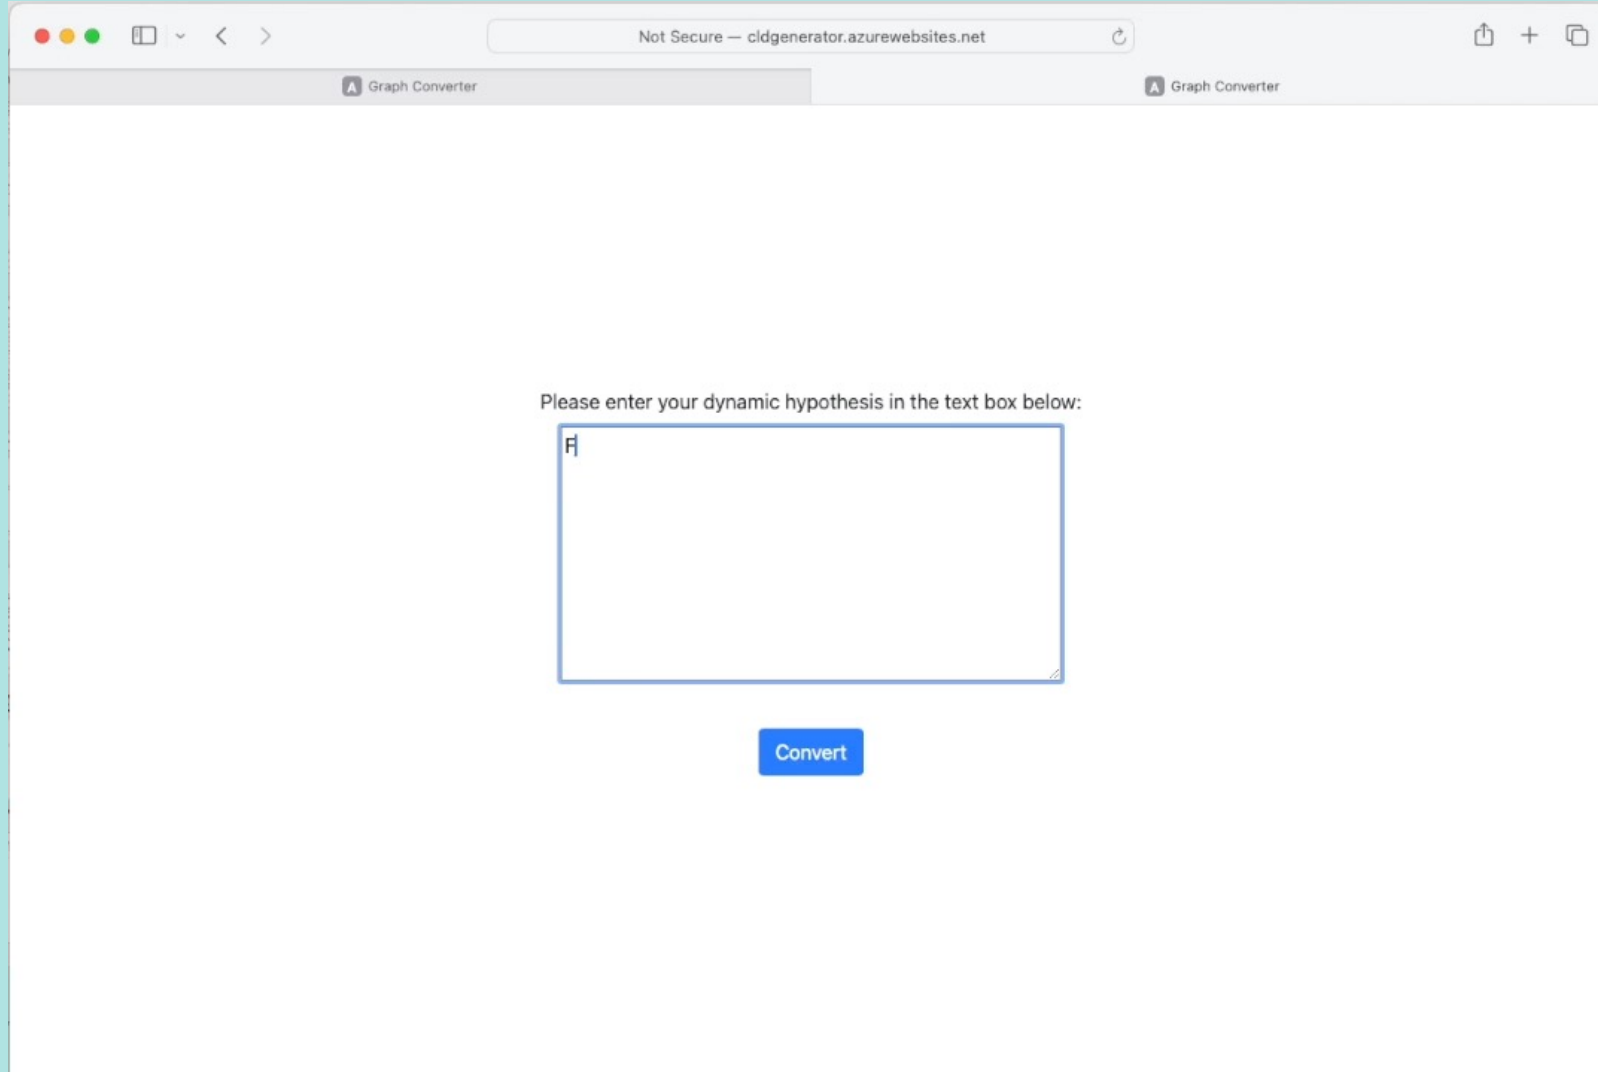 Not Secure — cldgenerator.azurewebsites.net
A Graph Converter
A Graph Converter
Please enter your dynamic hypothesis in the text box below:
F
Convert